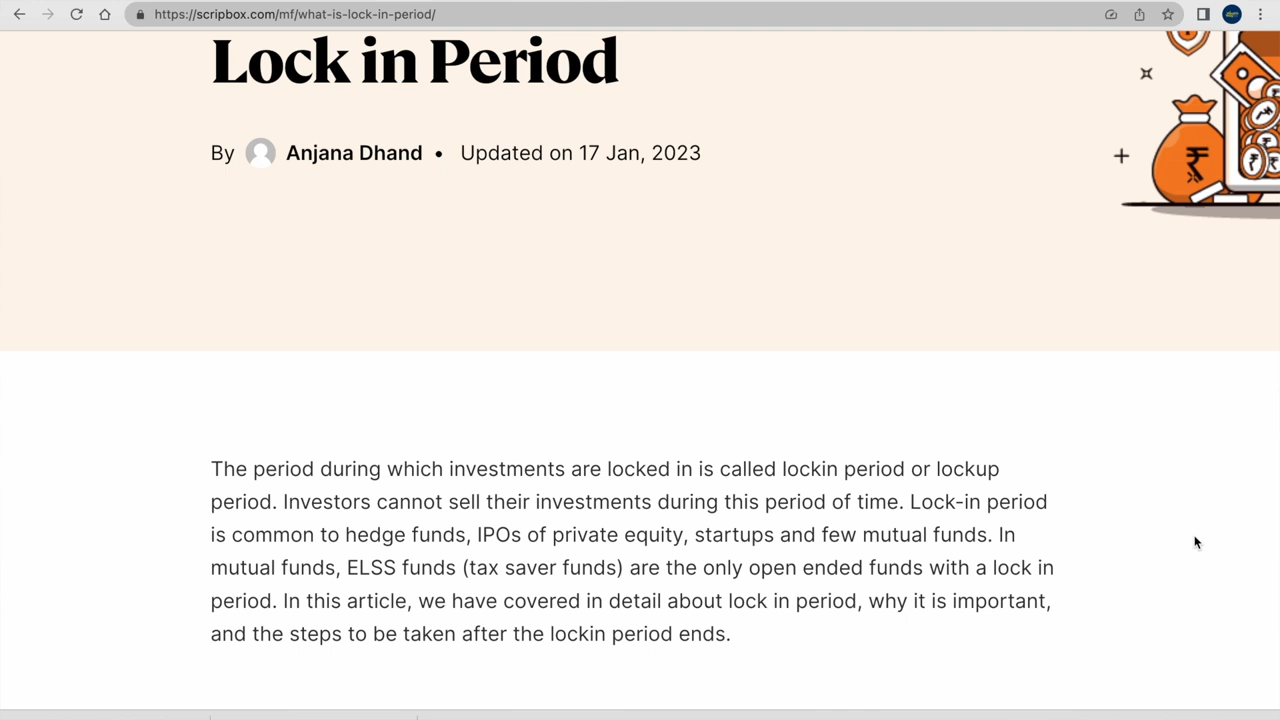 https://scripbox.com/mf/what-is-lock-in-period/
Lock in Period
By Anjana Dhand • Updated on 17 Jan, 2023
The period during which investments are locked in is called lockin period or lockup
period. Investors cannot sell their investments during this period of time. Lock-in period
is common to hedge funds, IPOs of private equity, startups and few mutual funds. In
mutual funds, ELSS funds (tax saver funds) are the only open ended funds with a lock in
period. In this article, we have covered in detail about lock in period, why it is important,
and the steps to be taken after the lockin period ends.